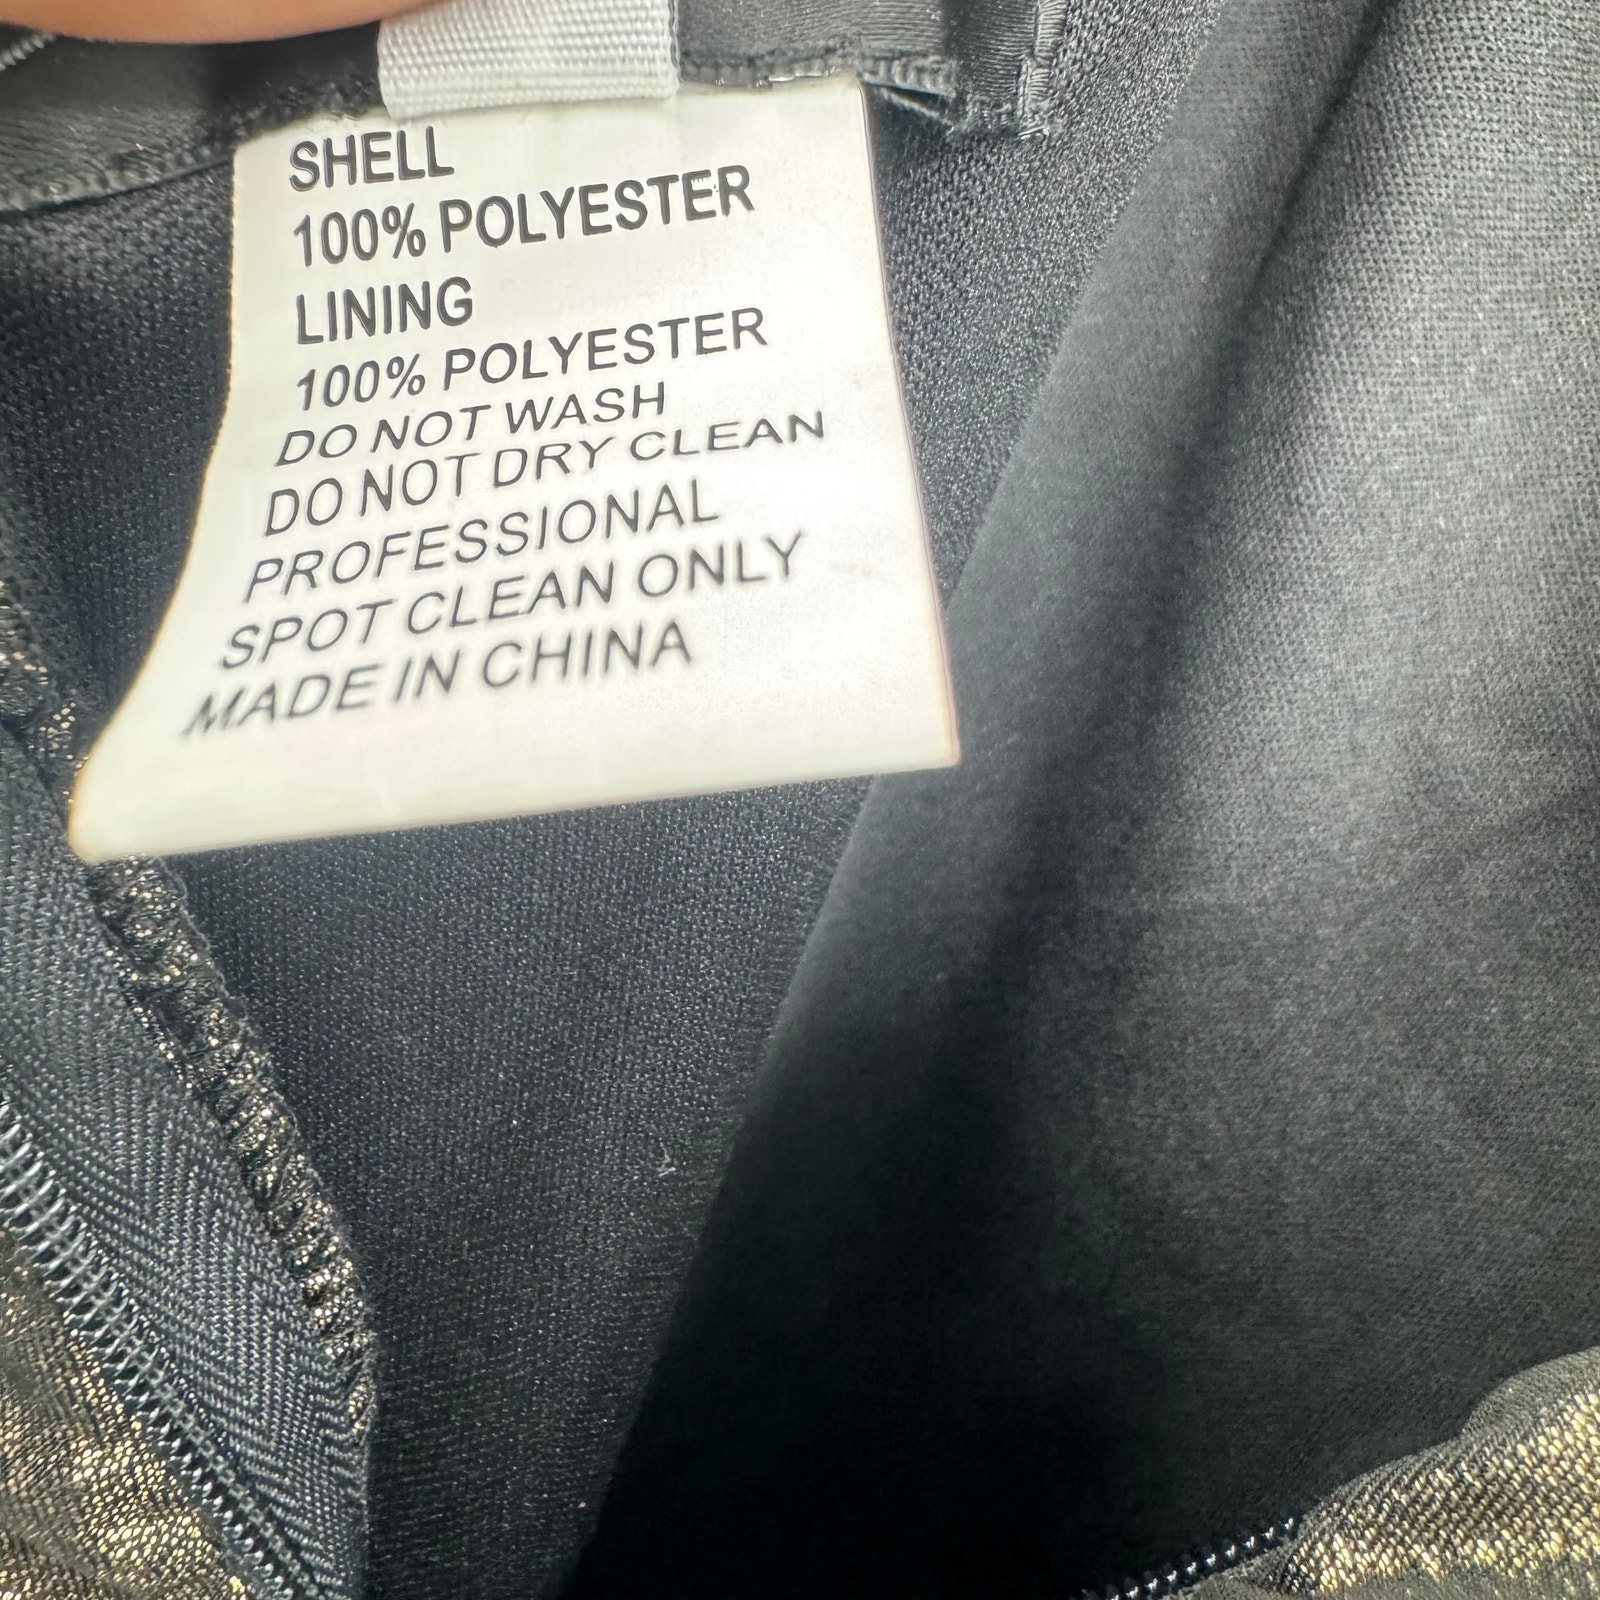 SHELL
100% POLYESTER
LINING
100% POLYESTER
DO NOT WASH
DO NOT DRY CLEAN
PROFESSIONAL
SPOT CLEAN ONLY
MADE IN CHINA